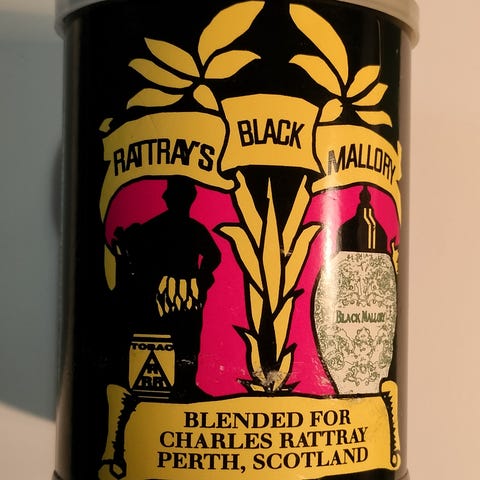 RATTRAY'S BLACK MALLORY
BLACK MALLORY
TOBAC
BLENDED FOR
CHARLES RATTRAY
PERTH, SCOTLAND